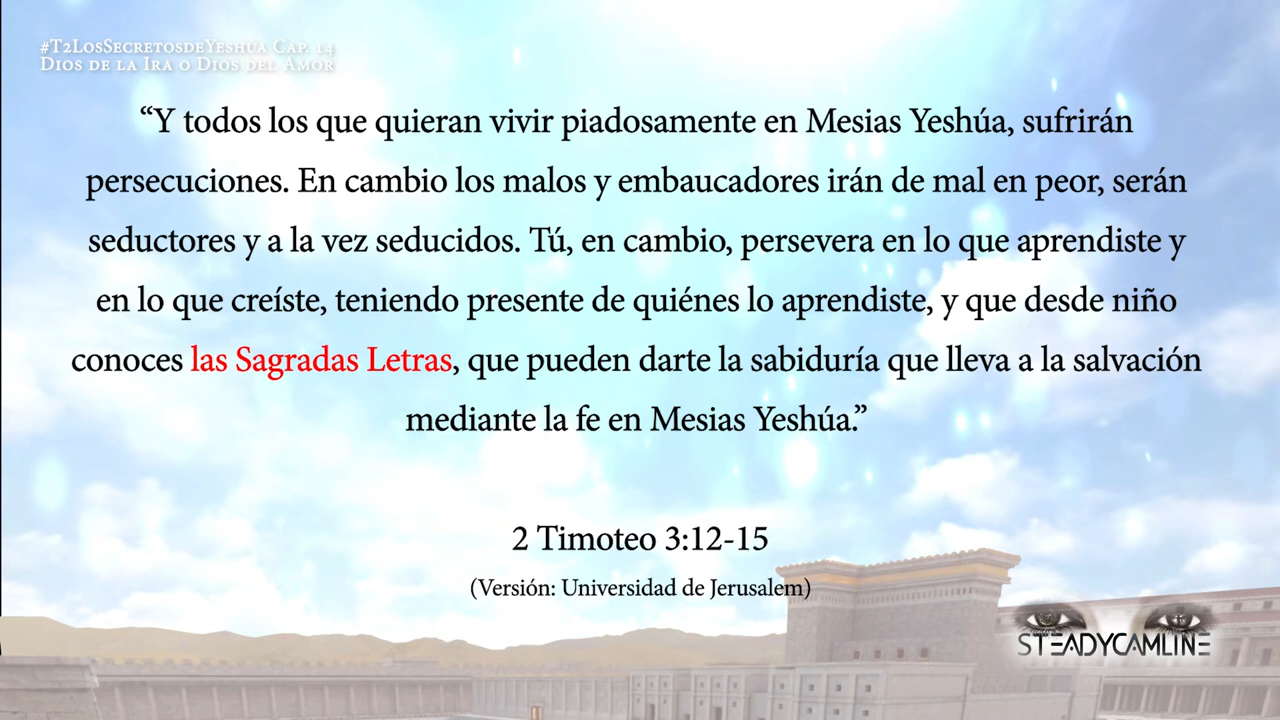 #T2LosSecretosdeYeshúa Cap. 14
Dios de la Ira o Dios del Amor
“Y todos los que quieran vivir piadosamente en Mesias Yeshúa, sufrirán
persecuciones. En cambio los malos y embaucadores irán de mal en peor, serán
seductores y a la vez seducidos. Tú, en cambio, persevera en lo que aprendiste y
en lo que creíste, teniendo presente de quiénes lo aprendiste, y que desde niño
conoces las Sagradas Letras, que pueden darte la sabiduría que lleva a la salvación
mediante la fe en Mesias Yeshúa.”
2 Timoteo 3:12-15
(Versión: Universidad de Jerusalem)
STEADYCAMLINE